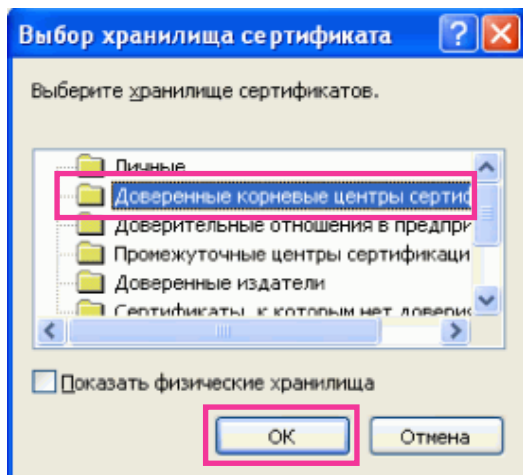 Выбор хранилища сертификата
Выберите хранилище сертификатов.
Личные
Доверенные корневые центры серти
Доверительные отношения в предпри
Промежуточные центры сертификаци
Доверенные издатели
Сертификаты, к которым нет довери
Показать физические хранилища
ОК
Отмена